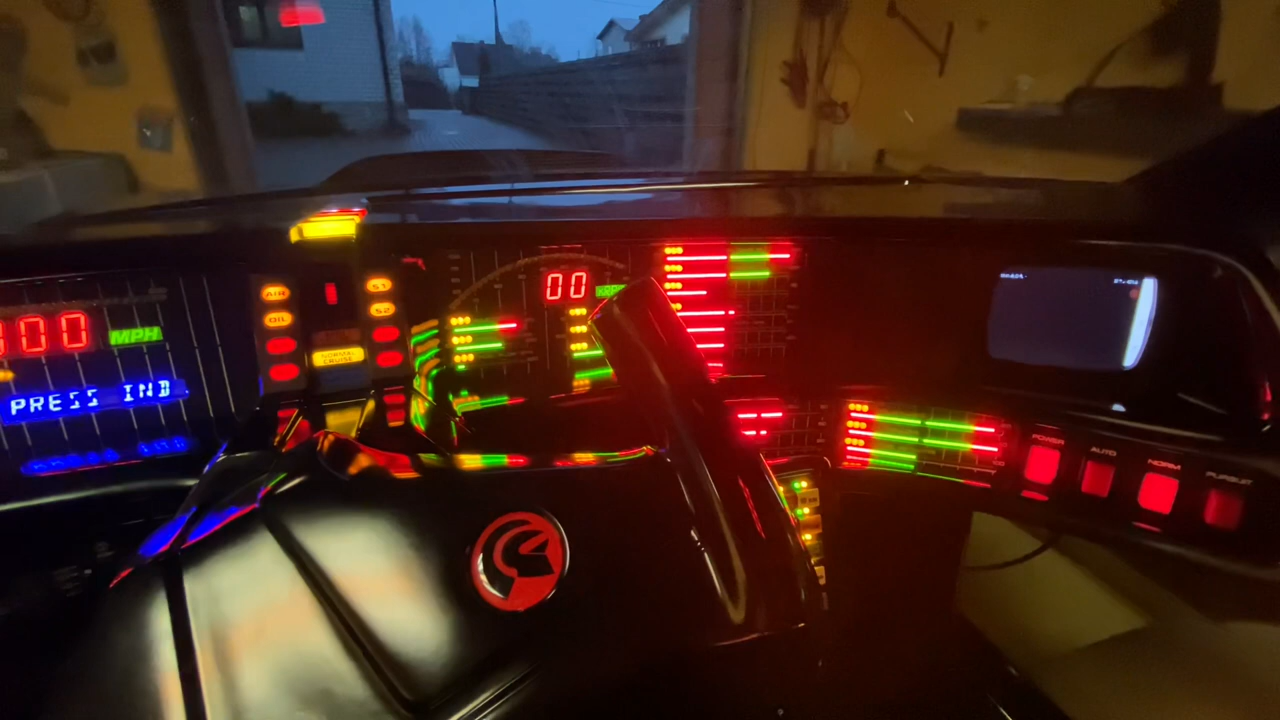 00
MPH
PRESS IND
AIR
OIL
S1
S2
NORMAL
CRUISE
00
POWER
AUTO
NORM
PURSUIT